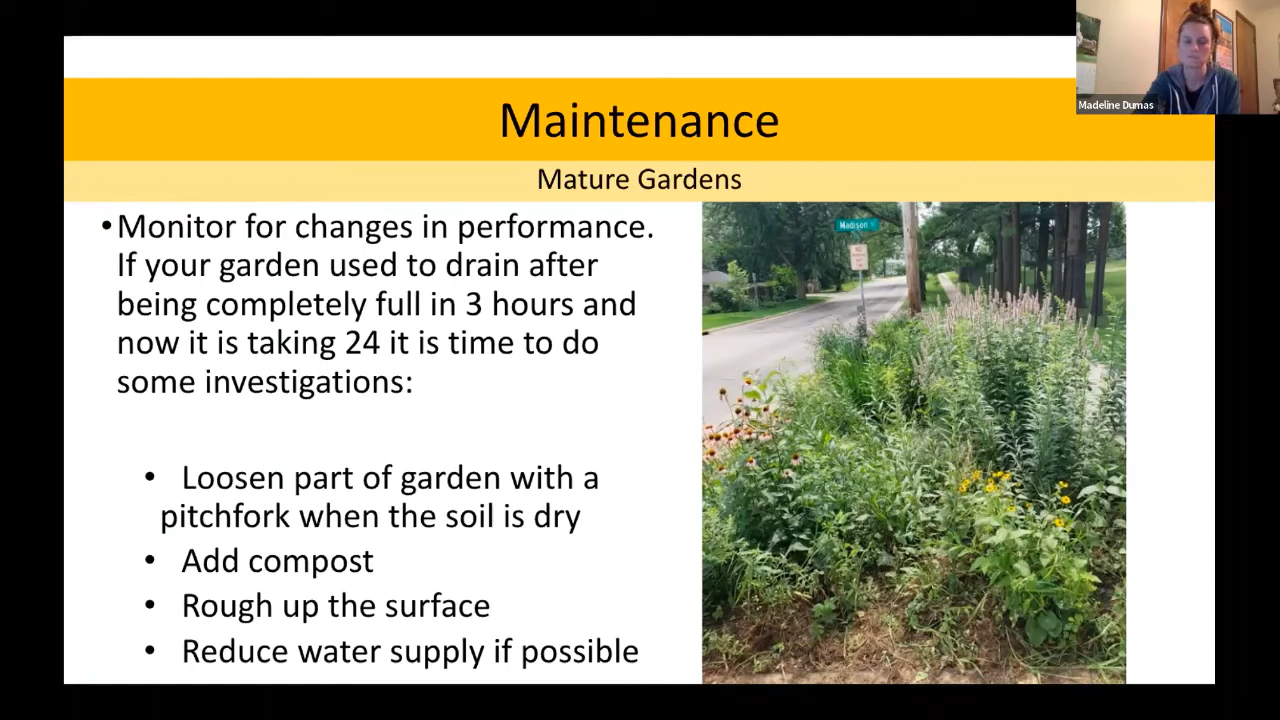 Maintenance
Madeline Dumas
Mature Gardens
•Monitor for changes in performance.
If your garden used to drain after
being completely full in 3 hours and
now it is taking 24 it is time to do
some investigations:
• Loosen part of garden with a
pitchfork when the soil is dry
• Add compost
• Rough up the surface
• Reduce water supply if possible
Madison
NO